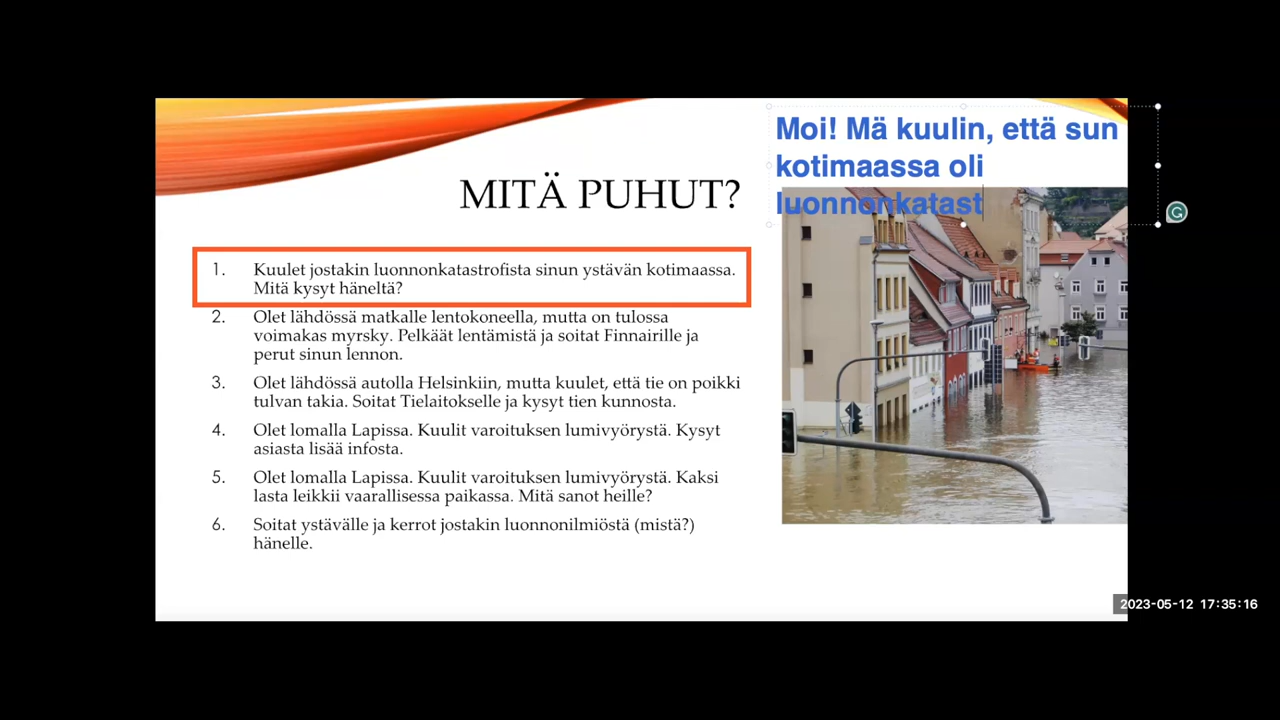 Moi! Mä kuulin, että sun
kotimaassa oli
luonnonkatast
MITÄ PUHUT?
1. Kuulet jostakin luonnonkatastrofista sinun ystävän kotimaassa.
Mitä kysyt häneltä?
2. Olet lähdössä matkalle lentokoneella, mutta on tulossa
voimakas myrsky. Pelkäät lentämistä ja soitat Finnairille ja
perut sinun lennon.
3. Olet lähdössä autolla Helsinkiin, mutta kuulet, että tie on poikki
tulvan takia. Soitat Tielaitokselle ja kysyt tien kunnosta.
4. Olet lomalla Lapissa. Kuulit varoituksen lumivyörystä. Kysyt
asiasta lisää infosta.
5. Olet lomalla Lapissa. Kuulit varoituksen lumivyörystä. Kaksi
lasta leikkii vaarallisessa paikassa. Mitä sanot heille?
6. Soitat ystävälle ja kerrot jostakin luonnonilmiöstä (mistä?)
hänelle.
2023-05-12 17:35:16